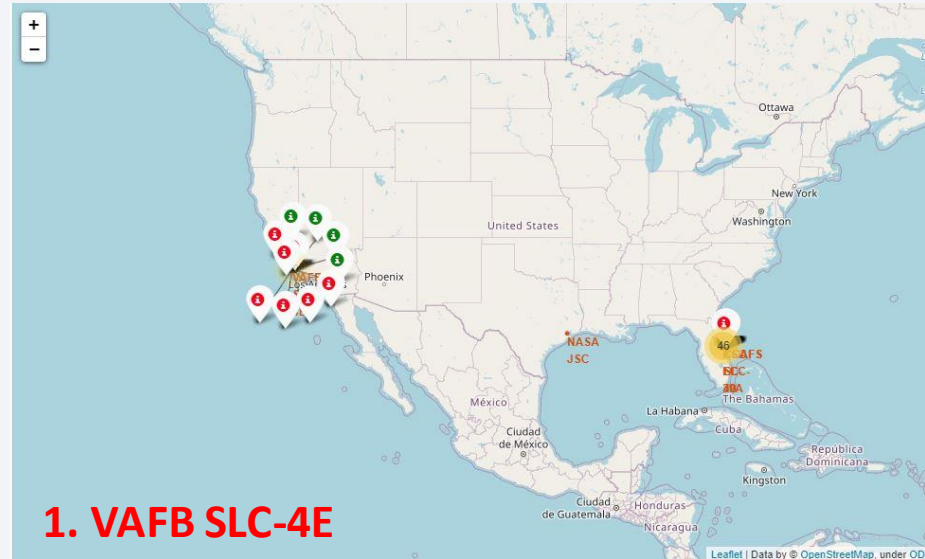 +
−
Ottawa
New York
Washington
United States
Phoenix
NASA
JSC
46
The Bahamas
México
La Habana
Cuba
Ciudad
de México
República
Dominicana
Kingston
Ciudad
de Guatemala
Honduras
Nicaragua
1. VAFB SLC-4E
Leaflet | Data by © OpenStreetMap, under OD